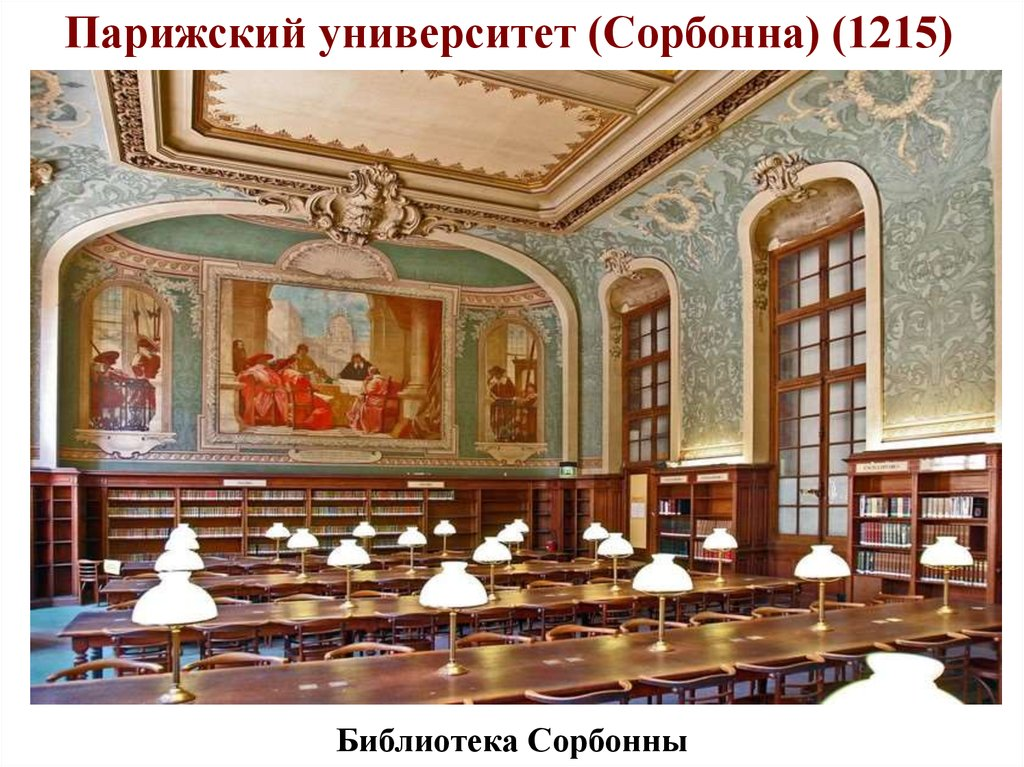 Парижский университет (Сорбонна) (1215)
Библиотека Сорбонны